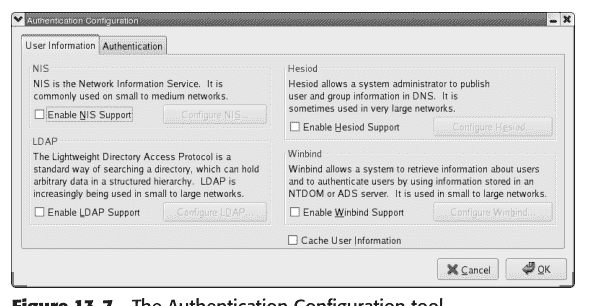 Authentication Configuration
User Information
Authentication
NIS
NIS is the Network Information Service. It is
commonly used on small to medium networks.
Enable NIS Support
Configure NIS...
LDAP
The Lightweight Directory Access Protocol is a
standard way of searching a directory, which can hold
arbitrary data in a structured hierarchy. LDAP is
increasingly being used in small to large networks.
Enable LDAP Support
Configure LDAP...
Hesiod
Hesiod allows a system administrator to publish
user and group information in DNS. It is
sometimes used in very large networks.
Enable Hesiod Support
Configure Hesiod...
Winbind
Winbind allows a system to retrieve information about users
and to authenticate users by using information stored in an
NTDOM or ADS server. It is used in small to large networks.
Enable Winbind Support
Configure Winbind...
Cache User Information
Cancel
OK
Figure 13-7 The Authentication Configuration tool